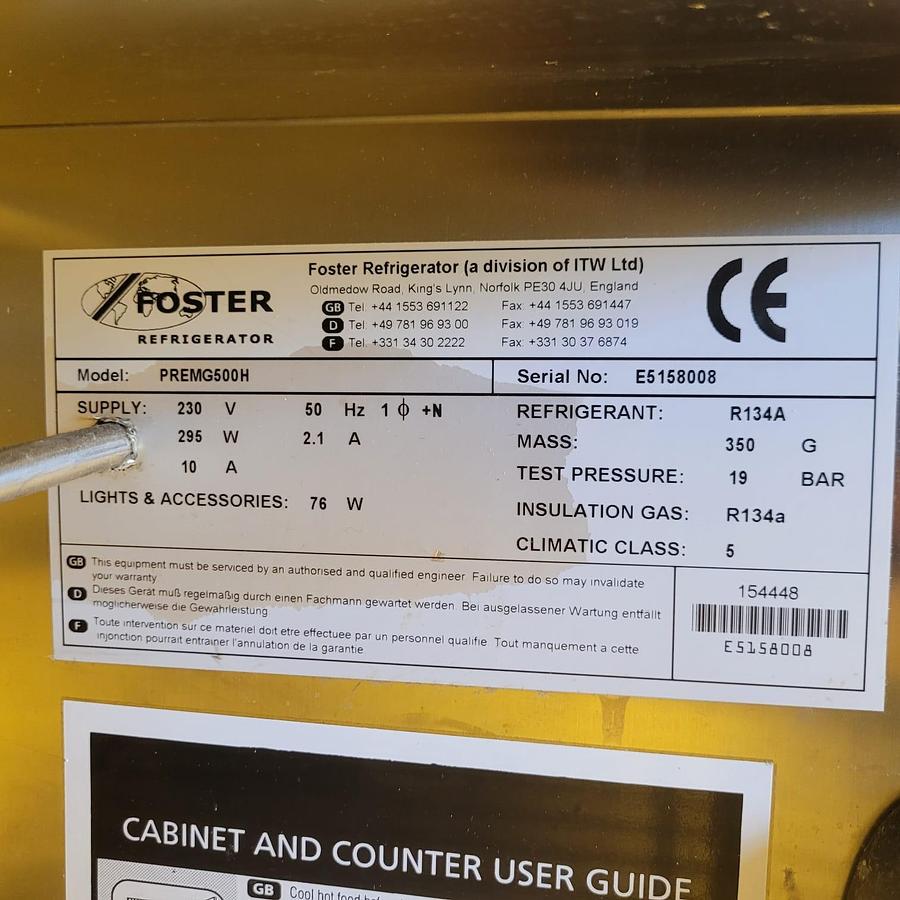 FOSTER
REFRIGERATOR
Foster Refrigerator (a division of ITW Ltd)
Oldmedow Road, King's Lynn, Norfolk PE30 4JU, England
GB Tel: +44 1553 691122 Fax: +44 1553 691447
D Tel: +49 781 96 93 00 Fax: +49 781 96 93 019
F Tel: +331 34 30 2222 Fax: +331 30 37 6874
CE
Model: PREMG500H Serial No: E5158008
SUPPLY: 230 V 50 Hz 1 ϕ +N
295 W 2.1 A
10 A
LIGHTS & ACCESSORIES: 76 W
REFRIGERANT: R134A
MASS: 350 G
TEST PRESSURE: 19 BAR
INSULATION GAS: R134a
CLIMATIC CLASS: 5
GB This equipment must be serviced by an authorised and qualified engineer. Failure to do so may invalidate
your warranty
D Dieses Gerät muß regelmäßig durch einen Fachmann gewartet werden. Bei ausgelassener Wartung entfällt
moglicherweise die Gewahrleistung
F Toute intervention sur ce materiel doit etre effectuee par un personnel qualifie. Tout manquement a cette
injonction pourrait entrainer l'annulation de la garantie
154448
E5158008
CABINET AND COUNTER USER GUIDE
GB Cool hot food